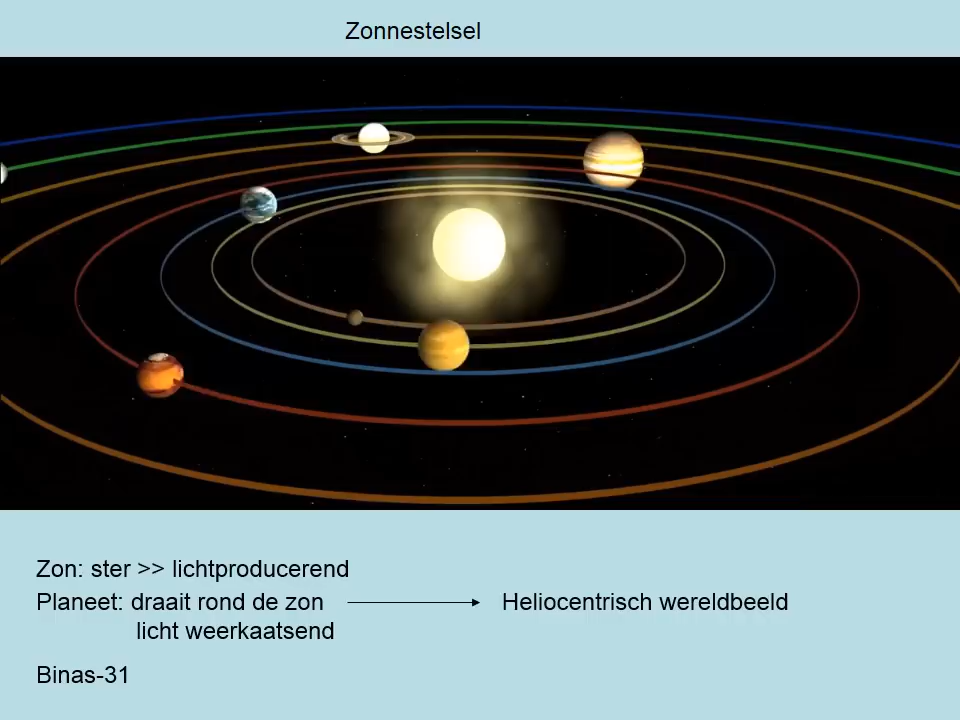 Zonnestelsel
Zon: ster >> lichtproducerend
Planeet: draait rond de zon
Heliocentrisch wereldbeeld
licht weerkaatsend
Binas-31